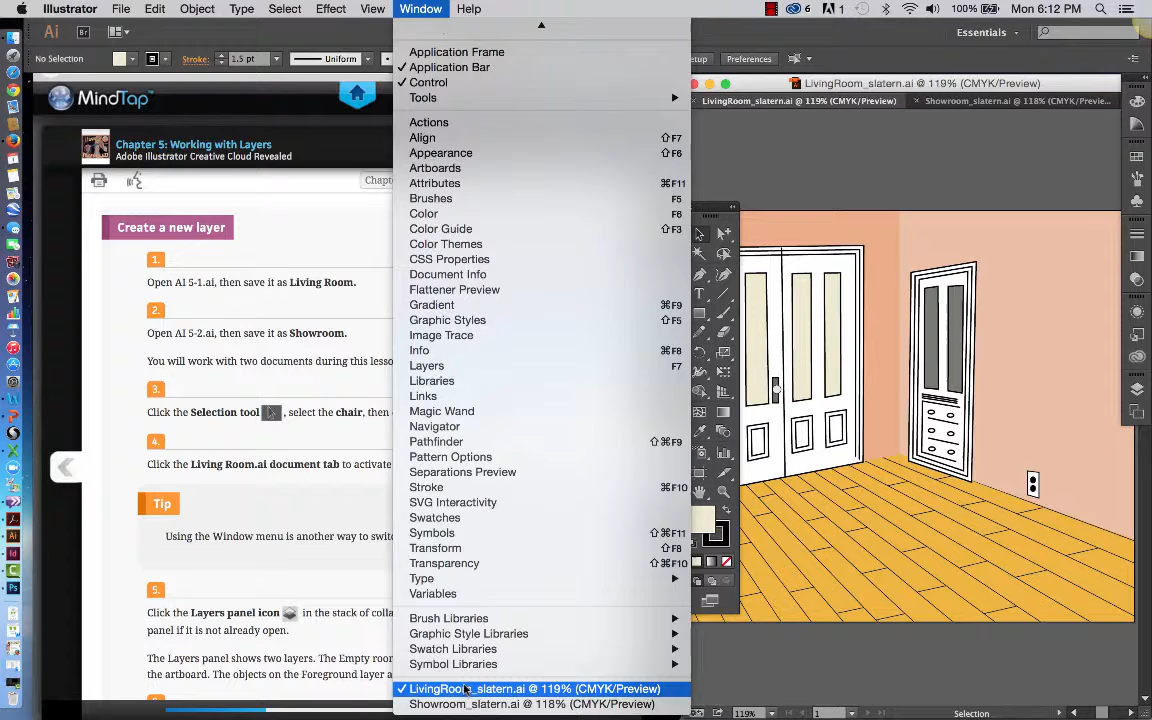 Illustrator File Edit Object Type Select Effect View Window Help
6
1
100%
Mon 6:12 PM
Ai
Br
Essentials
No Selection
Stroke:
1.5 pt
Uniform
Preferences
MindTap
Chapter 5: Working with Layers
Adobe Illustrator Creative Cloud Revealed
Create a new layer
1.
Open AI 5-1.ai, then save it as Living Room.
2.
Open AI 5-2.ai, then save it as Showroom.
You will work with two documents during this
3.
Click the Selection tool , select the chair, then
4.
Click the Living Room.ai document tab to activate
Tip
Using the Window menu is another way to
5.
Click the Layers panel icon in the stack of
panel if it is not already open.
The Layers panel shows two layers. The Empty
the artboard. The objects on the Foreground layer
Application Frame
✓ Application Bar
✓ Control
Tools
Actions
Align ⇧F7
Appearance ⇧F6
Artboards
Attributes ⌘F11
Brushes F5
Color F6
Color Guide ⇧F3
Color Themes
CSS Properties
Document Info
Flattener Preview
Gradient ⌘F9
Graphic Styles ⇧F5
Image Trace
Info ⌘F8
Layers F7
Libraries
Links
Magic Wand
Navigator
Pathfinder ⇧⌘F9
Pattern Options
Separations Preview
Stroke ⌘F10
SVG Interactivity
Swatches
Symbols ⇧⌘F11
Transform ⇧F8
Transparency ⇧⌘F10
Type
Variables
Brush Libraries
Graphic Style Libraries
Swatch Libraries
Symbol Libraries
✓ LivingRoom_slatern.ai @ 119% (CMYK/Preview)
Showroom_slatern.ai @ 118% (CMYK/Preview)
LivingRoom_slatern.ai @ 119% (CMYK/Preview)
LivingRoom_slatern.ai @ 119% (CMYK/Preview)
Showroom_slatern.ai @ 118% (CMYK/Previe...
119%
1
Selection